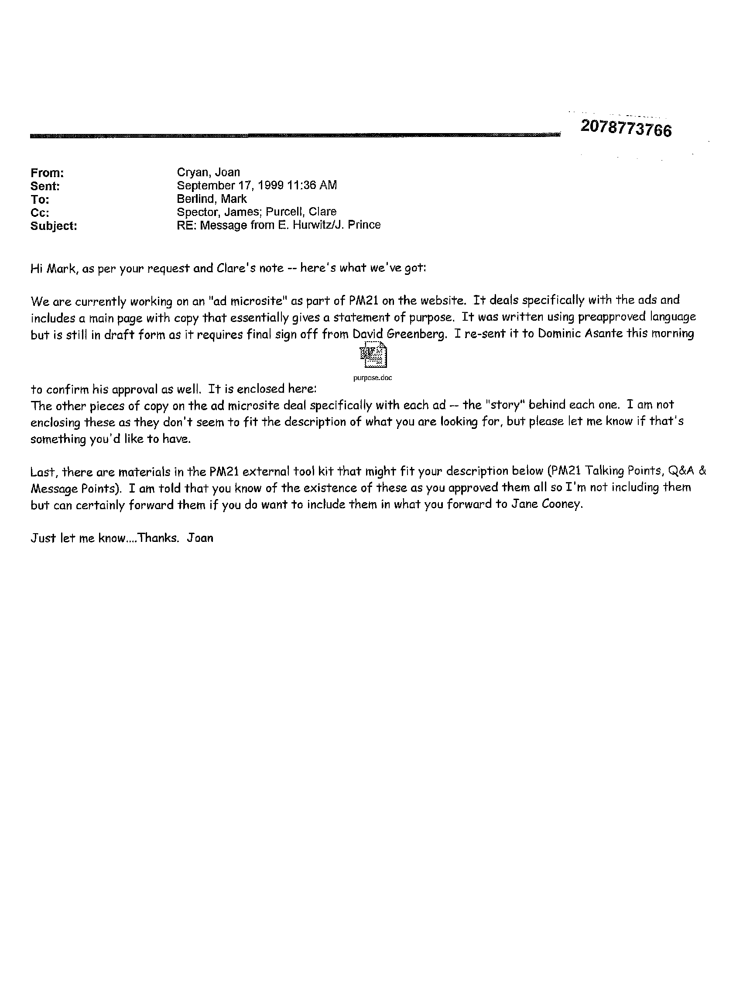 2078773766
From: Cryan, Joan
Sent: September 17, 1999 11:36 AM
To: Berlind, Mark
Cc: Spector, James; Purcell, Clare
Subject: RE: Message from E. Hurwitz/J. Prince
Hi Mark, as per your request and Clare's note -- here's what we've got:
We are currently working on an "ad microsite" as part of PM21 on the website. It deals specifically with the ads and
includes a main page with copy that essentially gives a statement of purpose. It was written using preapproved language
but is still in draft form as it requires final sign off from David Greenberg. I re-sent it to Dominic Asante this morning
purpose.doc
to confirm his approval as well. It is enclosed here:
The other pieces of copy on the ad microsite deal specifically with each ad -- the "story" behind each one. I am not
enclosing these as they don't seem to fit the description of what you are looking for, but please let me know if that's
something you'd like to have.
Last, there are materials in the PM21 external tool kit that might fit your description below (PM21 Talking Points, Q&A &
Message Points). I am told that you know of the existence of these as you approved them all so I'm not including them
but can certainly forward them if you do want to include them in what you forward to Jane Cooney.
Just let me know....Thanks. Joan